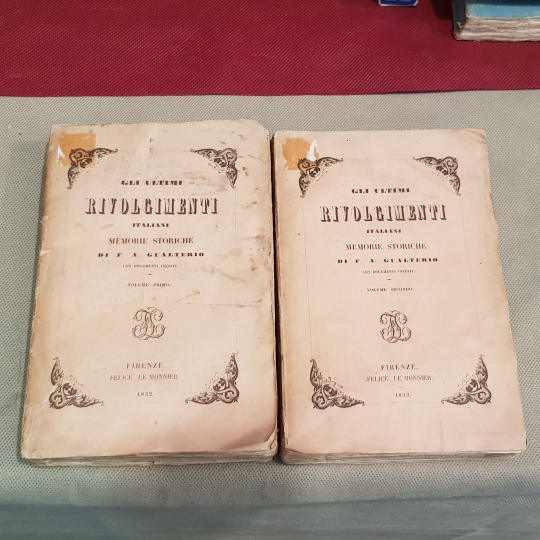 GLI ULTIMI
RIVOLGIMENTI
ITALIANI
MEMORIE STORICHE
DI F A GUALTERIO
CON DOCUMENTI INEDITI
VOLUME PRIMO.
FIRENZE.
FELICE LE MONNIER
1852.
GLI ULTIMI
RIVOLGIMENTI
ITALIANI
MEMORIE STORICHE
DI F A GUALTERIO
CON DOCUMENTI INEDITI
VOLUME SECONDO.
FIRENZE.
FELICE LE MONNIER
1852.